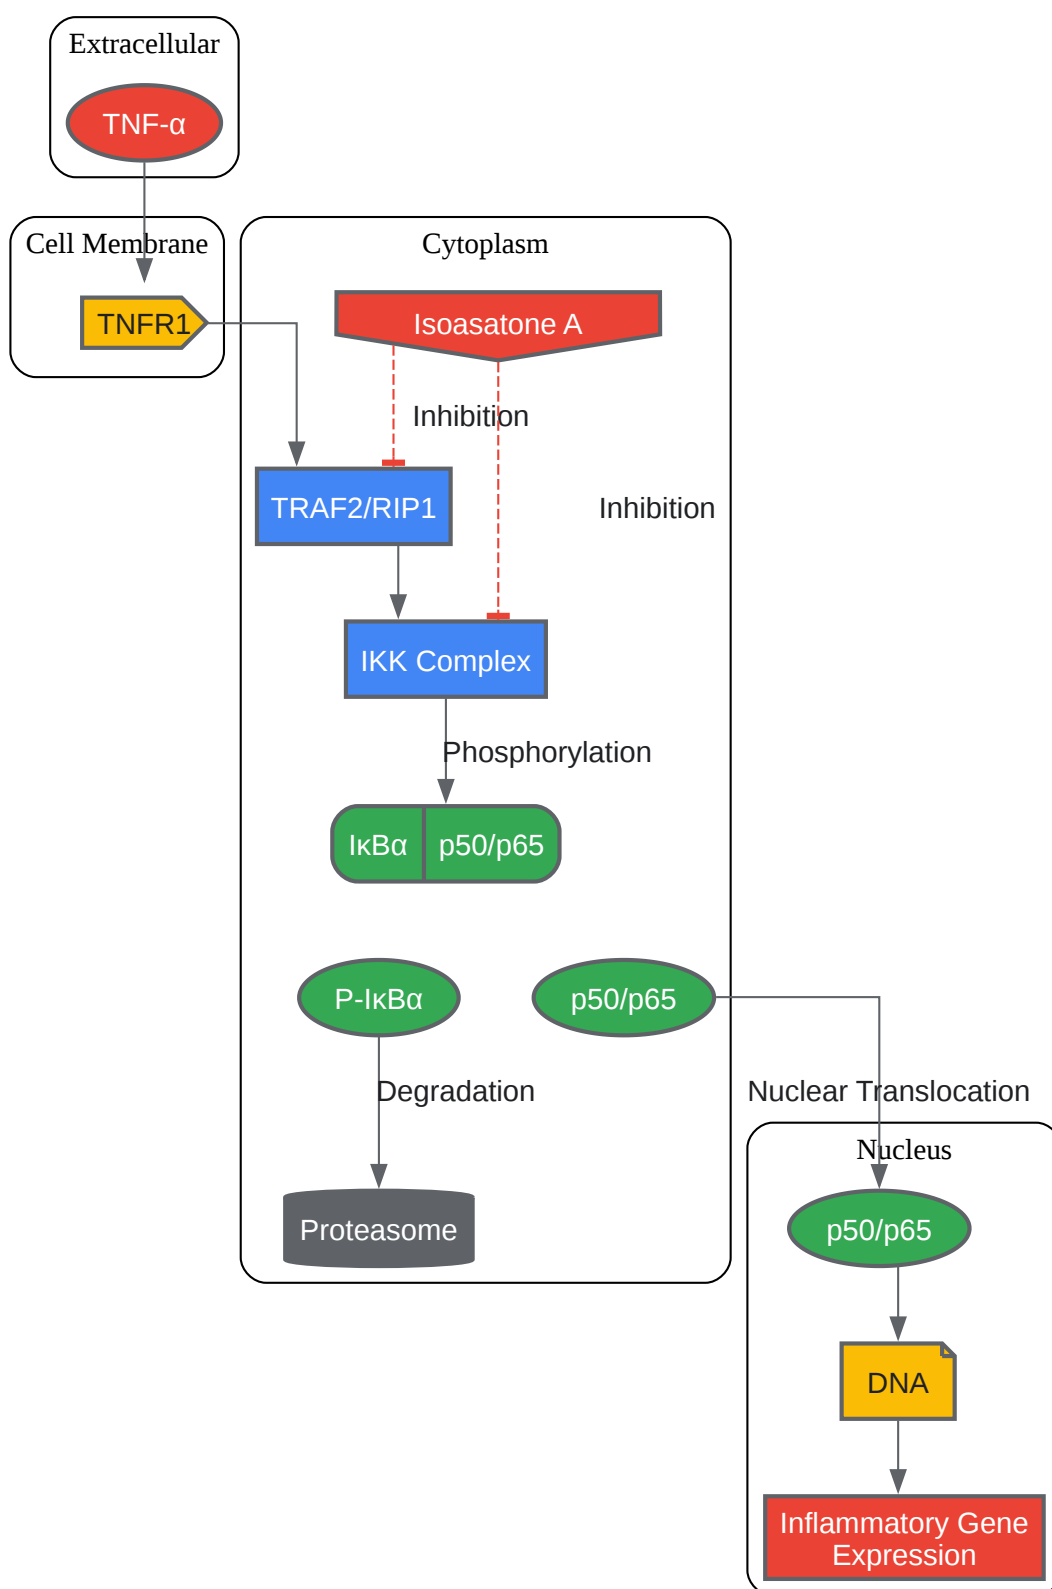 Extracellular
TNF-α
Cell Membrane
TNFR1
Cytoplasm
Isoasatone A
Inhibition
TRAF2/RIP1
Inhibition
IKK Complex
Phosphorylation
IκBα
p50/p65
P-IκBα
p50/p65
Degradation
Nuclear Translocation
Nucleus
Proteasome
p50/p65
DNA
Inflammatory Gene
Expression